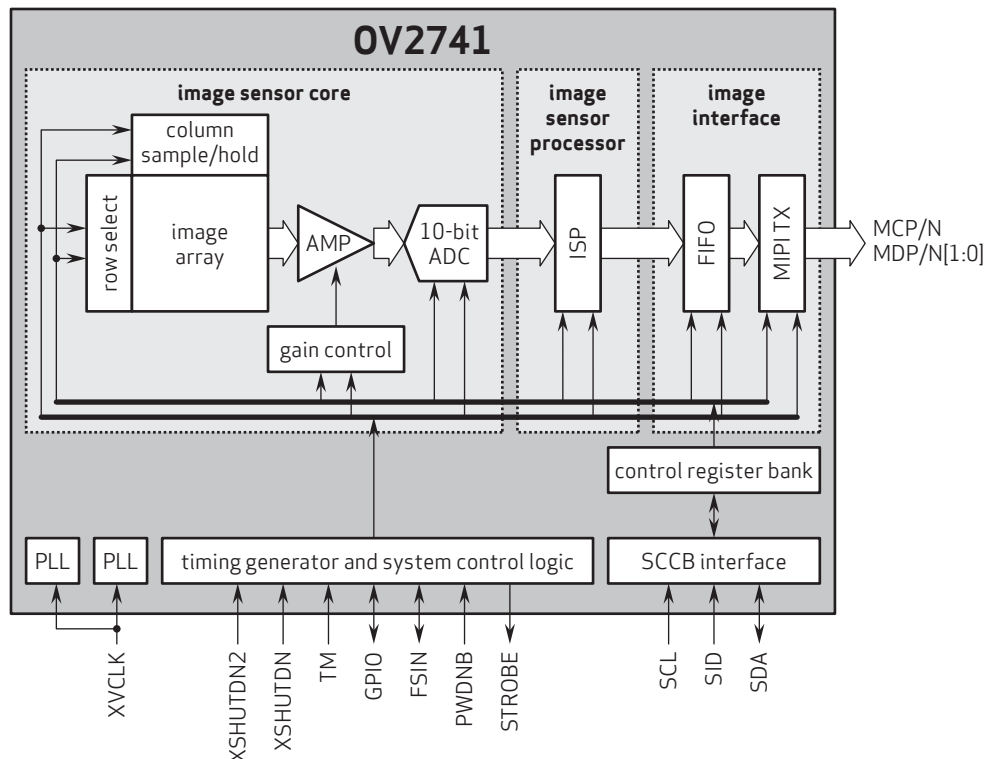 OV2741
image sensor core
image
sensor
processor
image
interface
column
sample/hold
row select
image
array
AMP
10-bit
ADC
ISP
FIFO
MIPI TX
MCP/N
MDP/N[1:0]
gain control
control register bank
PLL
PLL
timing generator and system control logic
SCCB interface
XVCLK
XSHUTDN2
XSHUTDN
TM
GPIO
FSIN
PWDNB
STROBE
SCL
SID
SDA